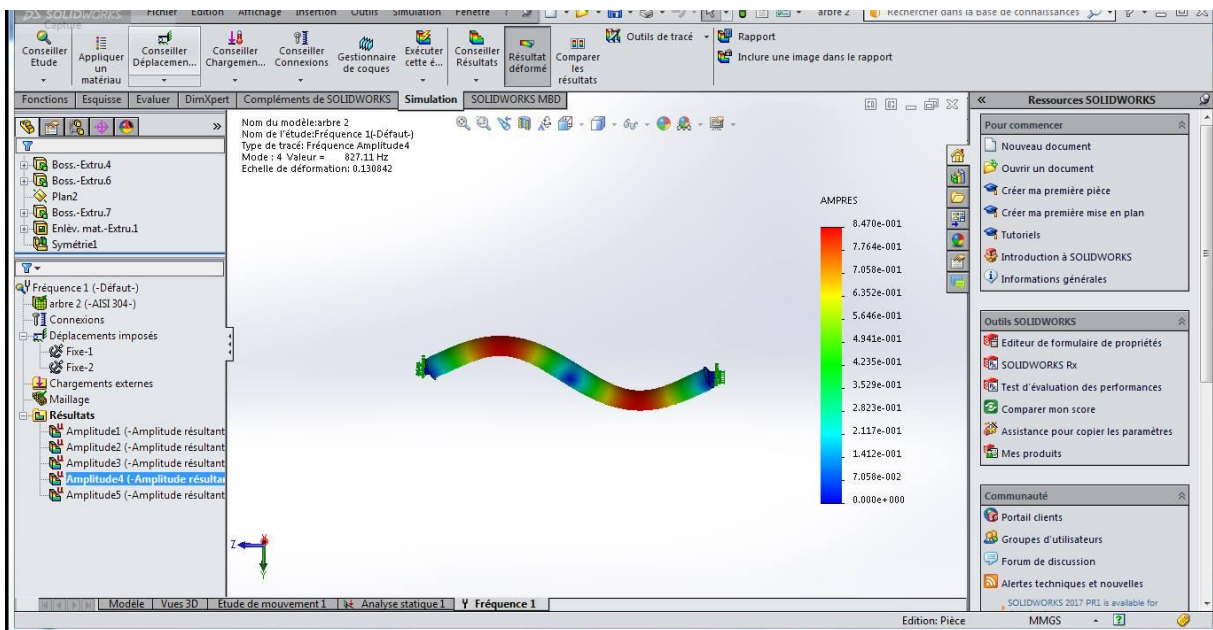 SOLIDWORKS Fichier Edition Affichage Insertion Outils Simulation Fenêtre ? arbre 2 Rechercher dans la Base de connaissances
Capture
Conseiller Etude
Appliquer un matériau
Conseiller Déplacemen...
Conseiller Chargemen...
Conseiller Connexions
Gestionnaire de coques
Exécuter cette é...
Conseiller Résultats
Résultat déformé
Comparer les résultats
Outils de tracé
Rapport
Inclure une image dans le rapport
Fonctions Esquisse Evaluer DimXpert Compléments de SOLIDWORKS Simulation SOLIDWORKS MBD
Boss.-Extru.4
Boss.-Extru.6
Plan2
Boss.-Extru.7
Enlèv. mat.-Extru.1
Symétrie1
Fréquence 1 (-Défaut-)
arbre 2 (-AISI 304-)
Connexions
Déplacements imposés
Fixe-1
Fixe-2
Chargements externes
Maillage
Résultats
Amplitude1 (-Amplitude résultant
Amplitude2 (-Amplitude résultant
Amplitude3 (-Amplitude résultant
Amplitude4 (-Amplitude résultar
Amplitude5 (-Amplitude résultant
Nom du modèle:arbre 2
Nom de l'étude:Fréquence 1(-Défaut-)
Type de tracé: Fréquence Amplitude4
Mode : 4 Valeur = 827.11 Hz
Echelle de déformation: 0.130842
AMPRES
8.470e-001
7.764e-001
7.058e-001
6.352e-001
5.646e-001
4.941e-001
4.235e-001
3.529e-001
2.823e-001
2.117e-001
1.412e-001
7.058e-002
0.000e+000
Z
Y
Ressources SOLIDWORKS
Pour commencer
Nouveau document
Ouvrir un document
Créer ma première pièce
Créer ma première mise en plan
Tutoriels
Introduction à SOLIDWORKS
Informations générales
Outils SOLIDWORKS
Editeur de formulaire de propriétés
SOLIDWORKS Rx
Test d'évaluation des performances
Comparer mon score
Assistance pour copier les paramètres
Mes produits
Communauté
Portail clients
Groupes d'utilisateurs
Forum de discussion
Alertes techniques et nouvelles
SOLIDWORKS 2017 PR1 is available for
Modèle Vues 3D Etude de mouvement 1 Analyse statique 1 Fréquence 1
Edition: Pièce MMGS